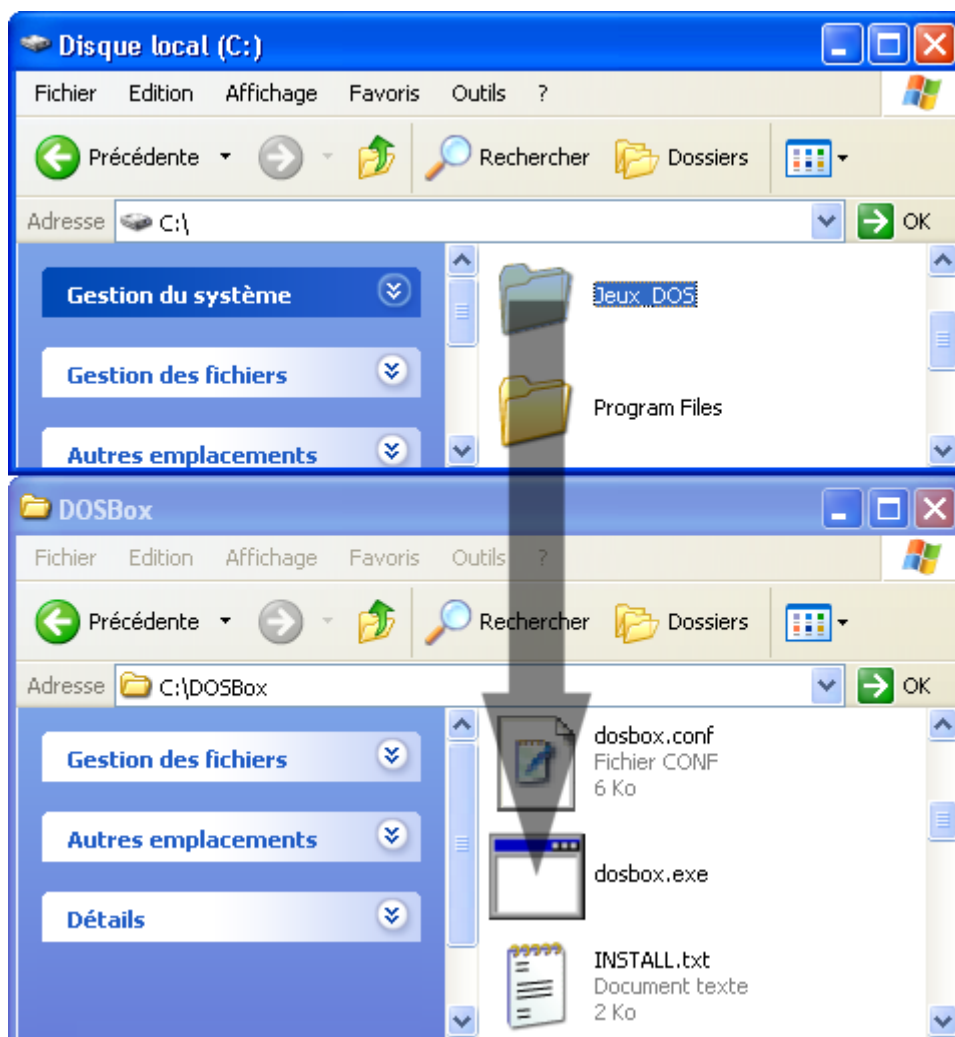 Disque local (C:)
Fichier Edition Affichage Favoris Outils ?
Précédente Rechercher Dossiers
Adresse C:\ OK
Gestion du système
Jeux_DOS
Gestion des fichiers
Program Files
Autres emplacements
DOSBox
Fichier Edition Affichage Favoris Outils ?
Précédente Rechercher Dossiers
Adresse C:\DOSBox OK
dosbox.conf
Gestion des fichiers
Fichier CONF
6 Ko
Autres emplacements
dosbox.exe
Détails
INSTALL.txt
Document texte
2 Ko